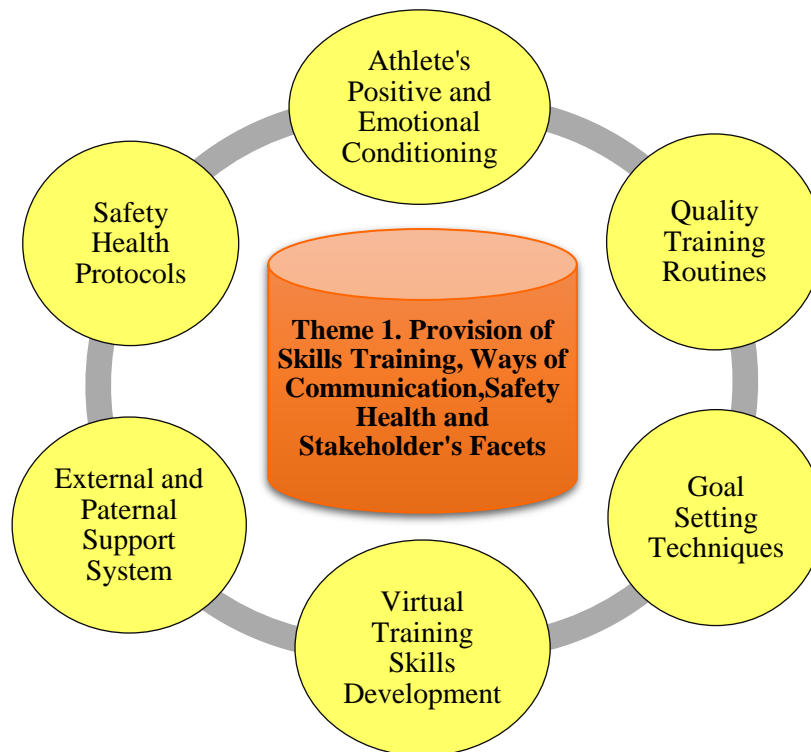 Athlete's
Positive and
Emotional
Conditioning
Quality
Training
Routines
Goal
Setting
Techniques
Virtual
Training
Skills
Development
External and
Paternal
Support
System
Safety
Health
Protocols
Theme 1. Provision of
Skills Training, Ways of
Communication,Safety
Health and
Stakeholder's Facets